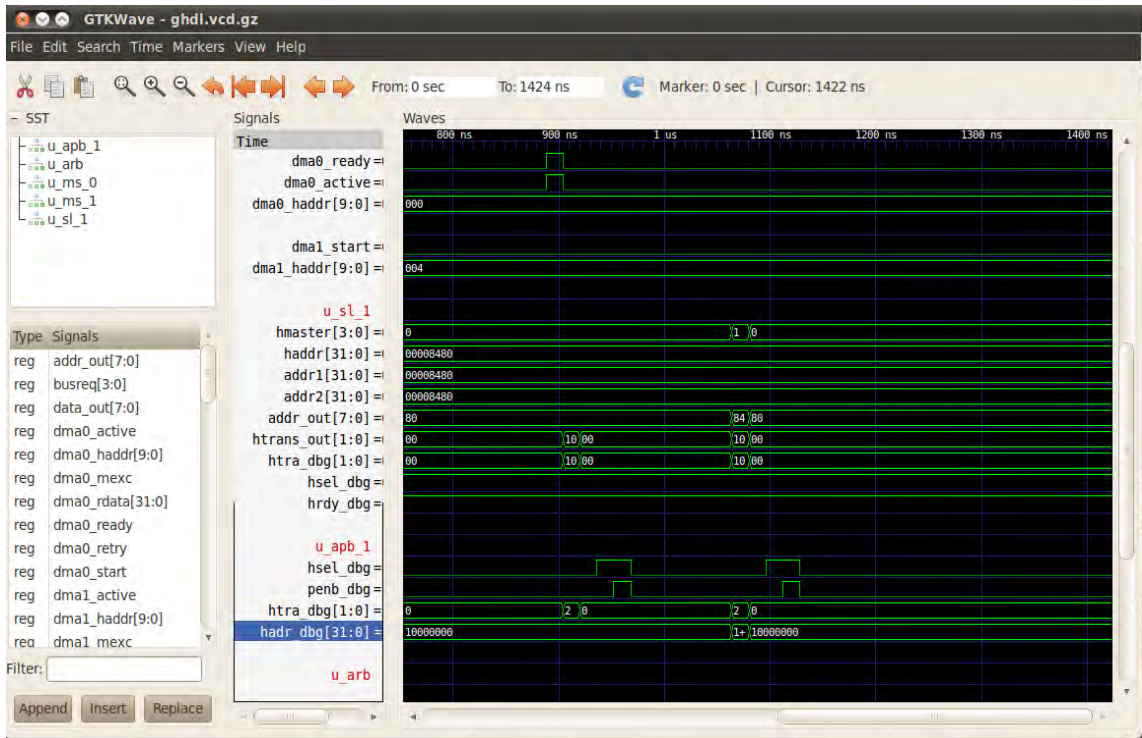 GTKWave - ghdl.vcd.gz
File Edit Search Time Markers View Help
From: 0 sec To: 1424 ns Marker: 0 sec | Cursor: 1422 ns
SST
u_apb_1
u_arb
u_ms_0
u_ms_1
u_sl_1
Type Signals
reg addr_out[7:0]
reg busreq[3:0]
reg data_out[7:0]
reg dma0_active
reg dma0_haddr[9:0]
reg dma0_mexc
reg dma0_rdata[31:0]
reg dma0_ready
reg dma0_retry
reg dma0_start
reg dma1_active
reg dma1_haddr[9:0]
reg dma1_mexc
Filter:
Append Insert Replace
Signals
Time
dma0_ready =
dma0_active =
dma0_haddr[9:0] =
dma1_start =
dma1_haddr[9:0] =
u_sl_1
hmaster[3:0] =
haddr[31:0] =
addr1[31:0] =
addr2[31:0] =
addr_out[7:0] =
htrans_out[1:0] =
htra_dbg[1:0] =
hsel_dbg =
hrdy_dbg =
u_apb_1
hsel_dbg =
penb_dbg =
htra_dbg[1:0] =
hadr_dbg[31:0] =
u_arb
Waves
800 ns 900 ns 1 us 1100 ns 1200 ns 1300 ns 1400 ns
000
004
0 1 0
00008480
00008480
00008480
80 84 80
00 10 00 10 00
00 10 00 10 00
0 2 0 2 0
10000000 1+ 10000000